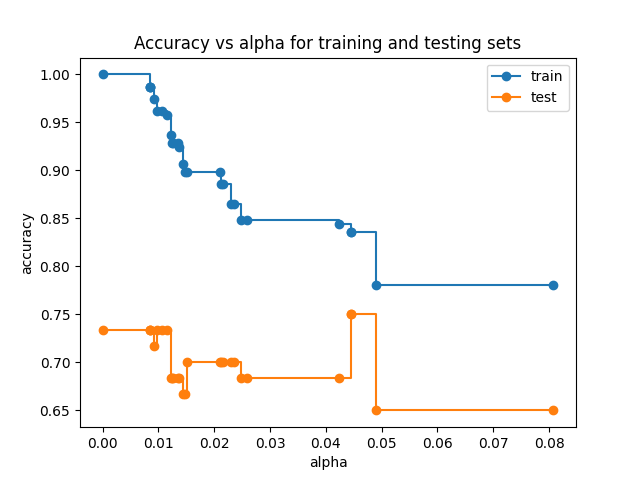 Accuracy vs alpha for training and testing sets
train
test
accuracy
1.00
0.95
0.90
0.85
0.80
0.75
0.70
0.65
0.00 0.01 0.02 0.03 0.04 0.05 0.06 0.07 0.08
alpha